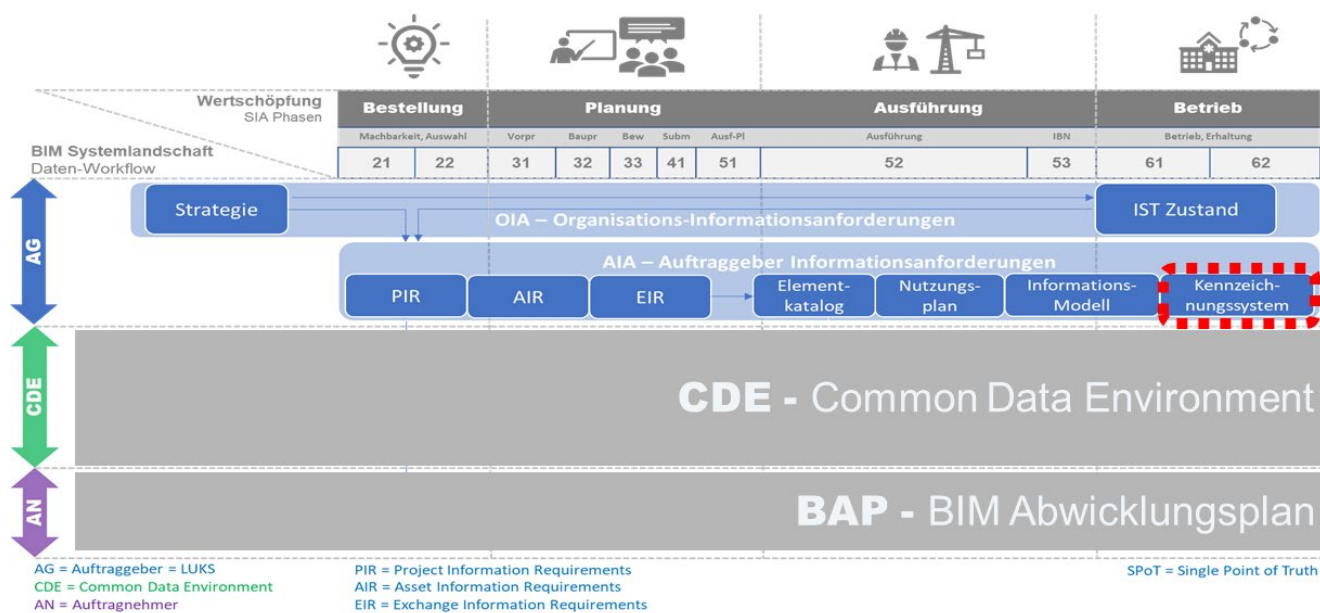 Wertschöpfung
SIA Phasen
BIM Systemlandschaft
Daten-Workflow
Bestellung Planung Ausführung Betrieb
Machbarkeit, Auswahl Vorpr Baupr Bew Subm Ausf-Pl Ausführung IBN Betrieb, Erhaltung
21 22 31 32 33 41 51 52 53 61 62
AG
Strategie
OIA – Organisations-Informationsanforderungen
IST Zustand
AIA – Auftraggeber Informationsanforderungen
PIR
AIR
EIR
Element-
katalog
Nutzungs-
plan
Informations-
Modell
Kennzeich-
nungssystem
CDE
CDE - Common Data Environment
AN
BAP - BIM Abwicklungsplan
AG = Auftraggeber = LUKS
CDE = Common Data Environment
AN = Auftragnehmer
PIR = Project Information Requirements
AIR = Asset Information Requirements
EIR = Exchange Information Requirements
SPoT = Single Point of Truth